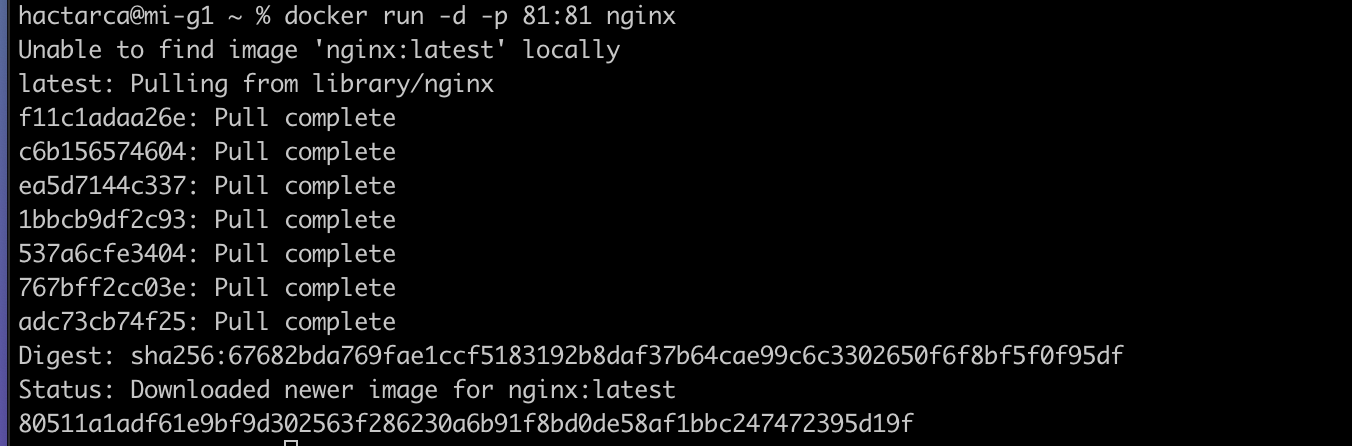 hactarca@mi-g1 ~ % docker run -d -p 81:81 nginx
Unable to find image 'nginx:latest' locally
latest: Pulling from library/nginx
f11c1adaa26e: Pull complete
c6b156574604: Pull complete
ea5d7144c337: Pull complete
1bbcb9df2c93: Pull complete
537a6cfe3404: Pull complete
767bff2cc03e: Pull complete
adc73cb74f25: Pull complete
Digest: sha256:67682bda769fae1ccf5183192b8daf37b64cae99c6c3302650f6f8bf5f0f95df
Status: Downloaded newer image for nginx:latest
80511a1adf61e9bf9d302563f286230a6b91f8bd0de58af1bbc247472395d19f